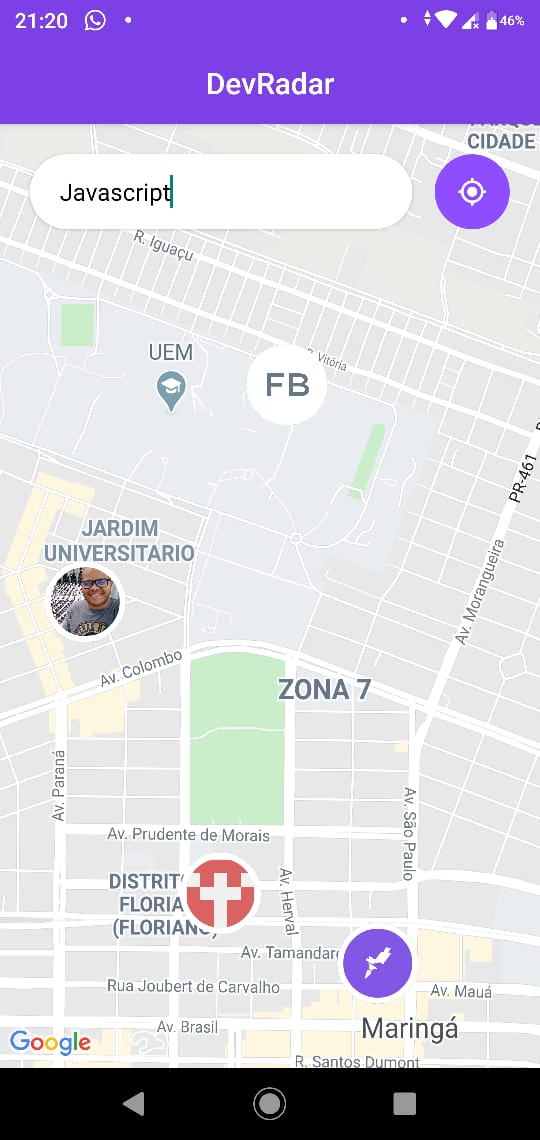 21:20
46%
DevRadar
CIDADE
Javascript
R. Iguaçu
R. Vitória
UEM
FB
PR-461
JARDIM
UNIVERSITARIO
Av. Morangueira
Av. Colombo
ZONA 7
Av. Paraná
Av. São Paulo
Av. Prudente de Morais
DISTRIT
FLORIA
(FLORIANO)
Av. Herval
Av. Tamandaré
Rua Joubert de Carvalho
Av. Mauá
Av. Brasil
Maringá
Google
R. Santos Dumont